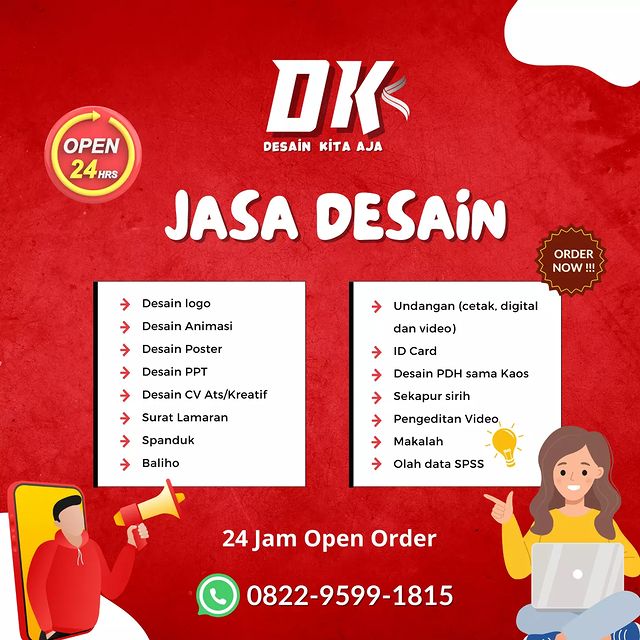 DK
DESAiN KiTA AJA
OPEN
24 HRS
JASA DESAiN
ORDER
NOW !!!
Desain logo
Desain Animasi
Desain Poster
Desain PPT
Desain CV Ats/Kreatif
Surat Lamaran
Spanduk
Baliho
Undangan (cetak, digital
dan video)
ID Card
Desain PDH sama Kaos
Sekapur sirih
Pengeditan Video
Makalah
Olah data SPSS
24 Jam Open Order
0822-9599-1815